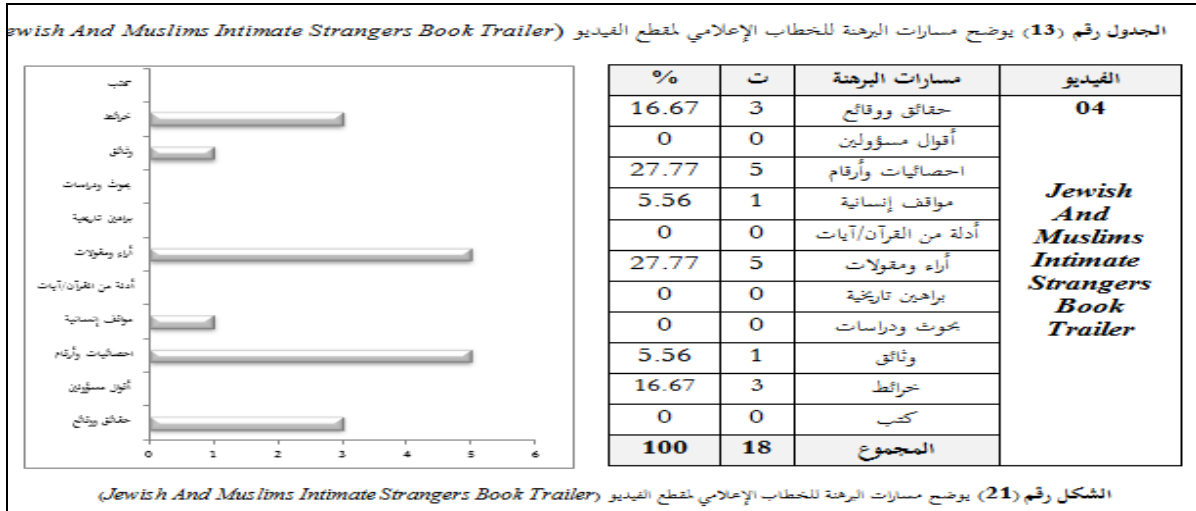 الجدول رقم (13) يوضح مسارات البرهنة للخطاب الإعلامي لمقطع الفيديو (ewish And Muslims Intimate Strangers Book Trailer)
الفيديو مسارات البرهنة ت %
04 حقائق ووقائع 3 16.67
أقوال مسؤولين 0 0
احصائيات وأرقام 5 27.77
مواقف إنسانية 1 5.56
أدلة من القرآن/آيات 0 0
أراء ومقولات 5 27.77
براهين تاريخية 0 0
بحوث ودراسات 0 0
وثائق 1 5.56
خرائط 3 16.67
كتب 0 0
المجموع 18 100
Jewish
And
Muslims
Intimate
Strangers
Book
Trailer
كتب
خرائط
وثائق
بحوث ودراسات
براهين تاريخية
أراء ومقولات
أدلة من القرآن/آيات
مواقف إنسانية
احصائيات وأرقام
أقوال مسؤولين
حقائق ووقائع
0 1 2 3 4 5 6
الشكل رقم (21) يوضح مسارات البرهنة للخطاب الإعلامي لمقطع الفيديو (Jewish And Muslims Intimate Strangers Book Trailer)